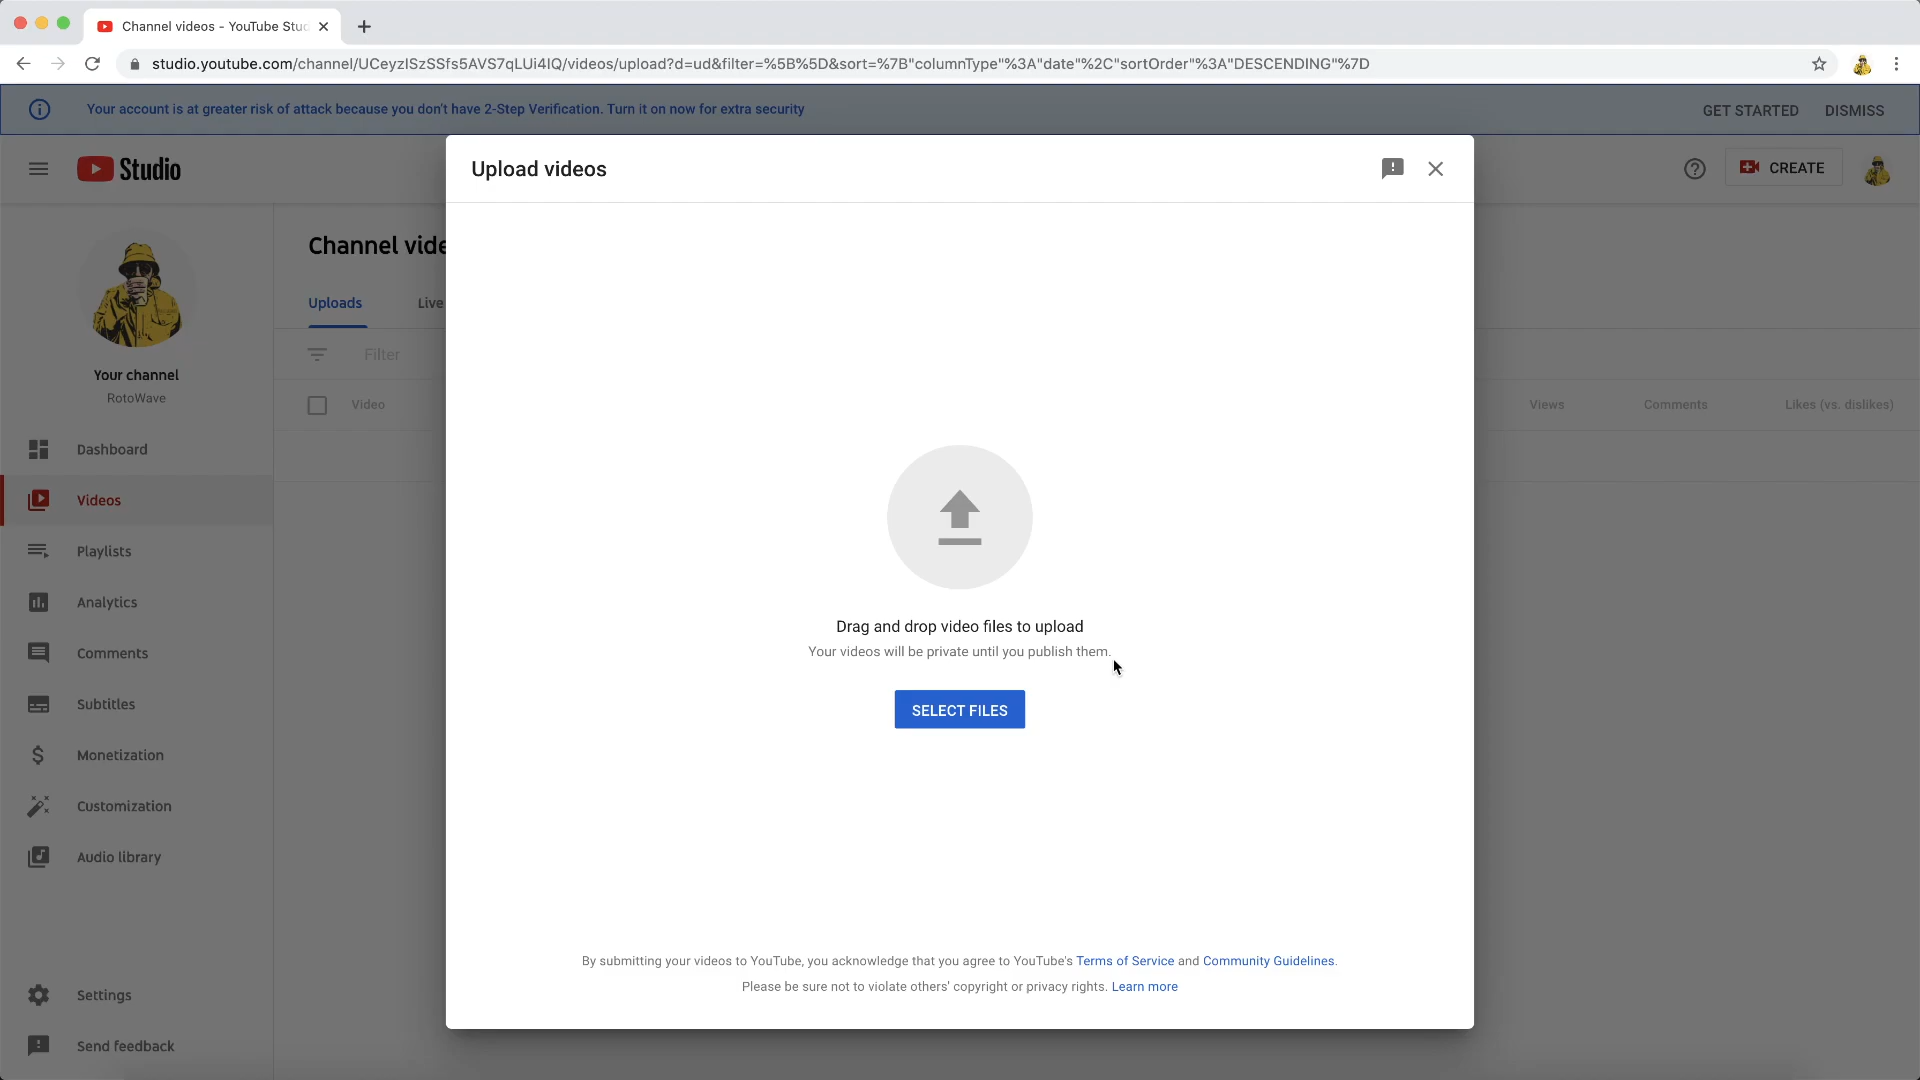 Channel videos - YouTube Stu
studio.youtube.com/channel/UCeyzlSzSSfs5AVS7qLUi4lQ/videos/upload?d=ud&filter=%5B%5D&sort=%7B"columnType"%3A"date"%2C"sortOrder"%3A"DESCENDING"%7D
Your account is at greater risk of attack because you don't have 2-Step Verification. Turn it on now for extra security
GET STARTED
DISMISS
Studio
Upload videos
CREATE
Channel vide
Uploads
Live
Filter
Your channel
RotoWave
Video
Views
Comments
Likes (vs. dislikes)
Dashboard
Videos
Playlists
Analytics
Comments
Subtitles
Monetization
Customization
Audio library
Settings
Send feedback
Drag and drop video files to upload
Your videos will be private until you publish them.
SELECT FILES
By submitting your videos to YouTube, you acknowledge that you agree to YouTube's Terms of Service and Community Guidelines.
Please be sure not to violate others' copyright or privacy rights. Learn more